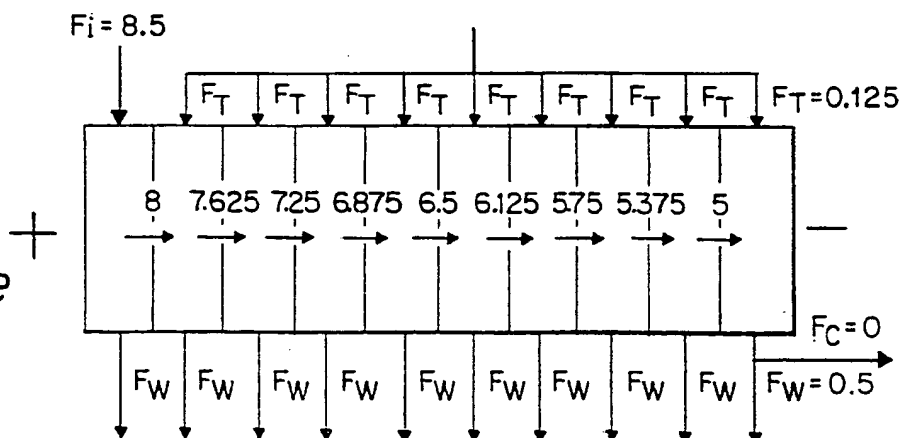 Fi = 8.5
FT FT FT FT FT FT FT FT FT=0.125
8 7.625 7.25 6.875 6.5 6.125 5.75 5.375 5
+ −
FC=0
FW FW FW FW FW FW FW FW FW FW=0.5